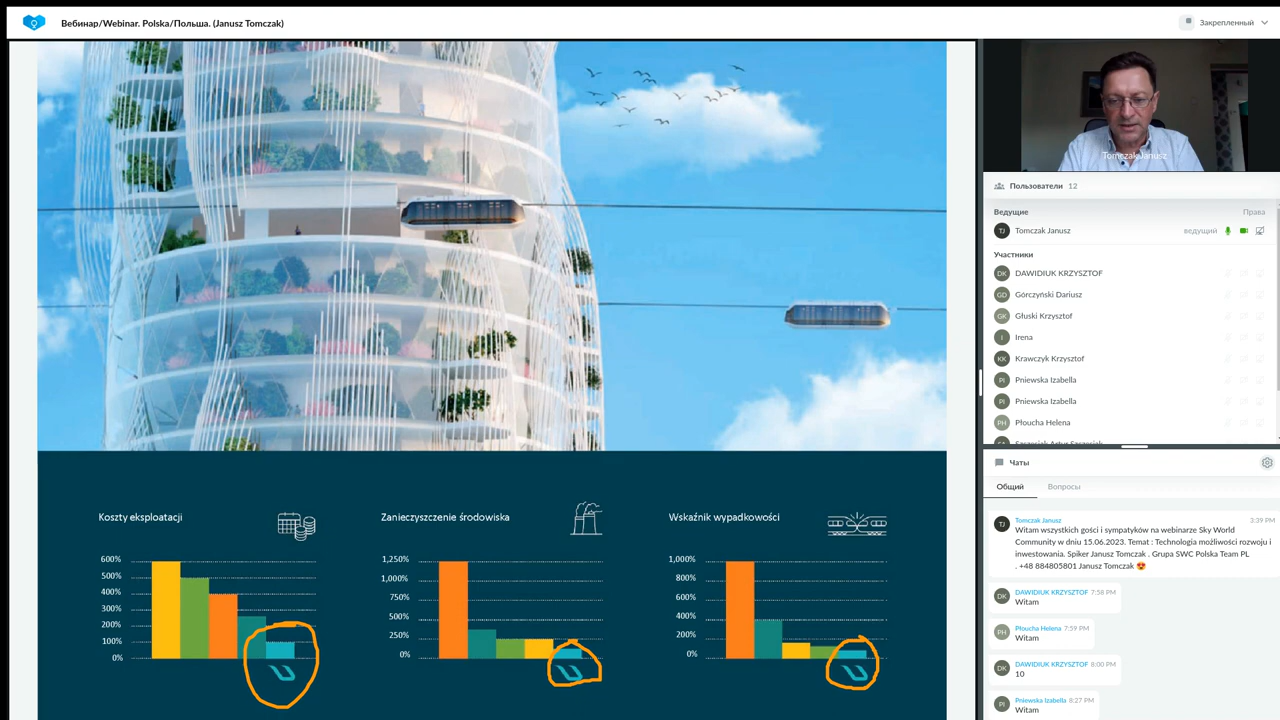 Вебинар/Webinar. Polska/Польша. (Janusz Tomczak)
Закрепленный
Tomczak Janusz
Пользователи 12
Ведущие Права
TJ Tomczak Janusz ведущий
Участники
DK DAWIDIUK KRZYSZTOF
GD Górczyński Dariusz
GK Głuski Krzysztof
I Irena
KK Krawczyk Krzysztof
PI Pniewska Izabella
PI Pniewska Izabella
PH Płoucha Helena
Чаты
Общий Вопросы
TJ Tomczak Janusz 3:39 PM
Witam wszystkich gości i sympatyków na webinarze Sky World
Community w dniu 15.06.2023. Temat : Technologia możliwości rozwoju i
inwestowania. Spiker Janusz Tomczak . Grupa SWC Polska Team PL
. +48 884805801 Janusz Tomczak 😍
DK DAWIDIUK KRZYSZTOF 7:58 PM
Witam
PH Płoucha Helena 7:59 PM
Witam
DK DAWIDIUK KRZYSZTOF 8:00 PM
10
PI Pniewska Izabella 8:27 PM
Witam
Koszty eksploatacji
600%
500%
400%
300%
200%
100%
0%
Zanieczyszczenie środowiska
1,250%
1,000%
750%
500%
250%
0%
Wskaźnik wypadkowości
1,000%
800%
600%
400%
200%
0%